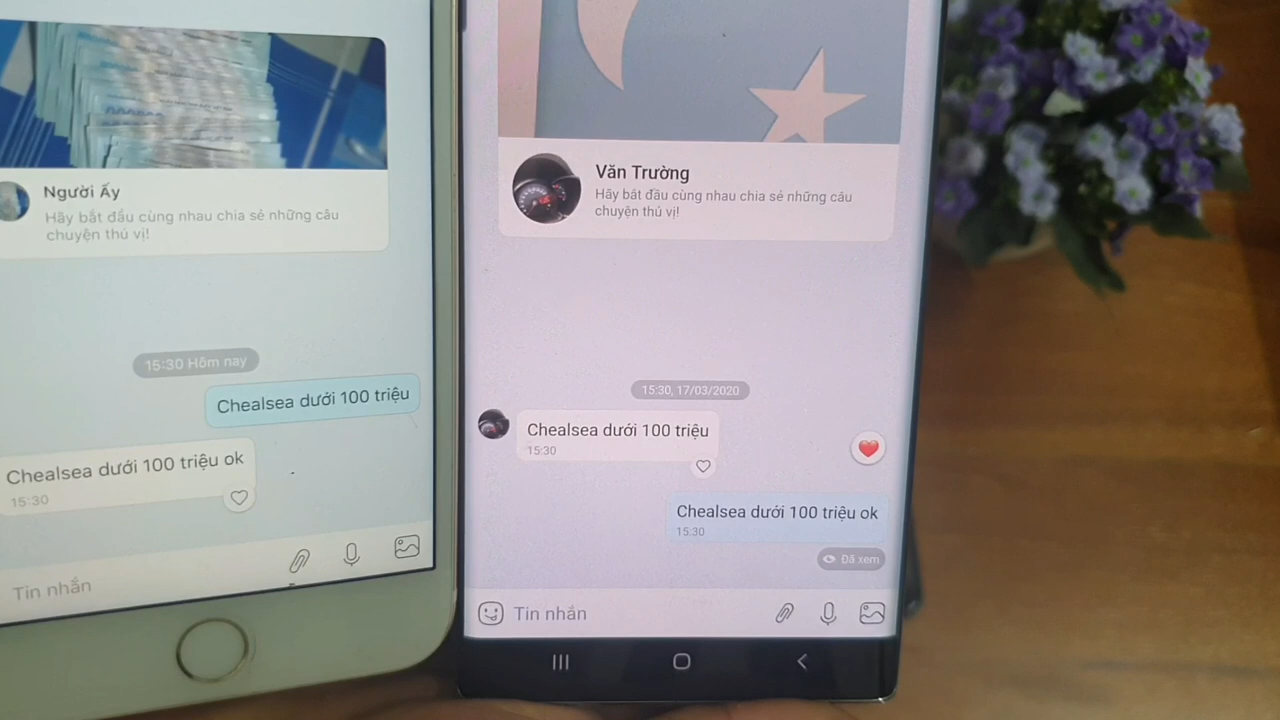 Người Ấy
Hãy bắt đầu cùng nhau chia sẻ những câu
chuyện thú vị!
15:30 Hôm nay
Chealsea dưới 100 triệu
Chealsea dưới 100 triệu ok
15:30
Tin nhắn
Văn Trường
Hãy bắt đầu cùng nhau chia sẻ những câu
chuyện thú vị!
15:30, 17/03/2020
Chealsea dưới 100 triệu
15:30
Chealsea dưới 100 triệu ok
15:30
Đã xem
Tin nhắn